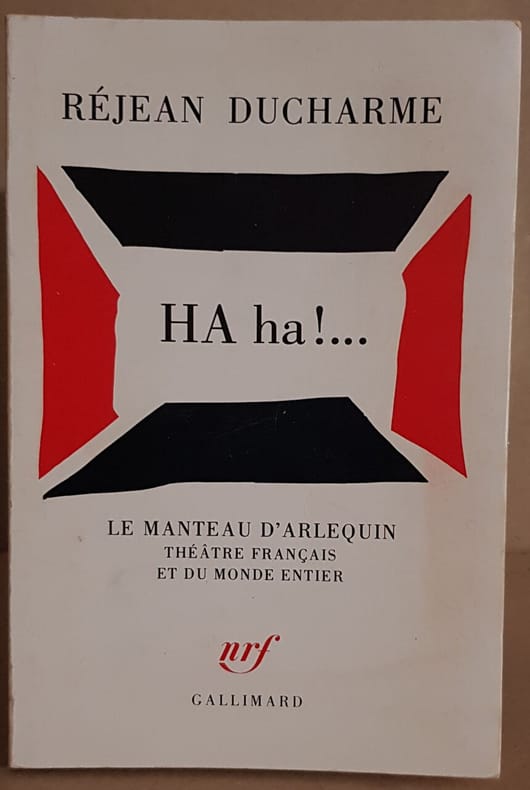 RÉJEAN DUCHARME
HA ha!...
LE MANTEAU D'ARLEQUIN
THÉÂTRE FRANÇAIS
ET DU MONDE ENTIER
nrf
GALLIMARD